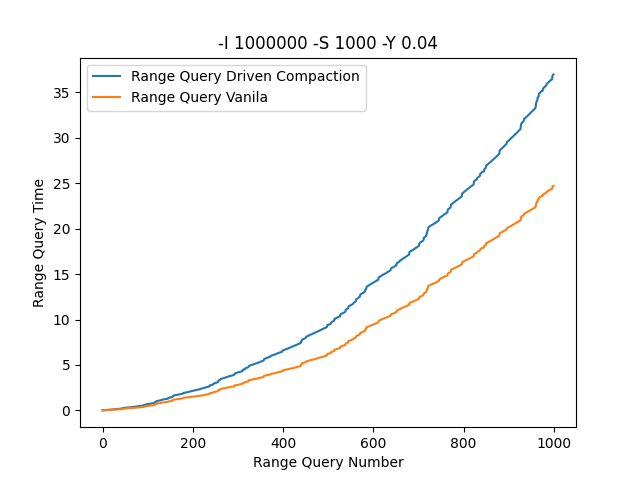 -I 1000000 -S 1000 -Y 0.04
Range Query Driven Compaction
Range Query Vanila
35
30
25
20
15
10
5
0
Range Query Time
0 200 400 600 800 1000
Range Query Number